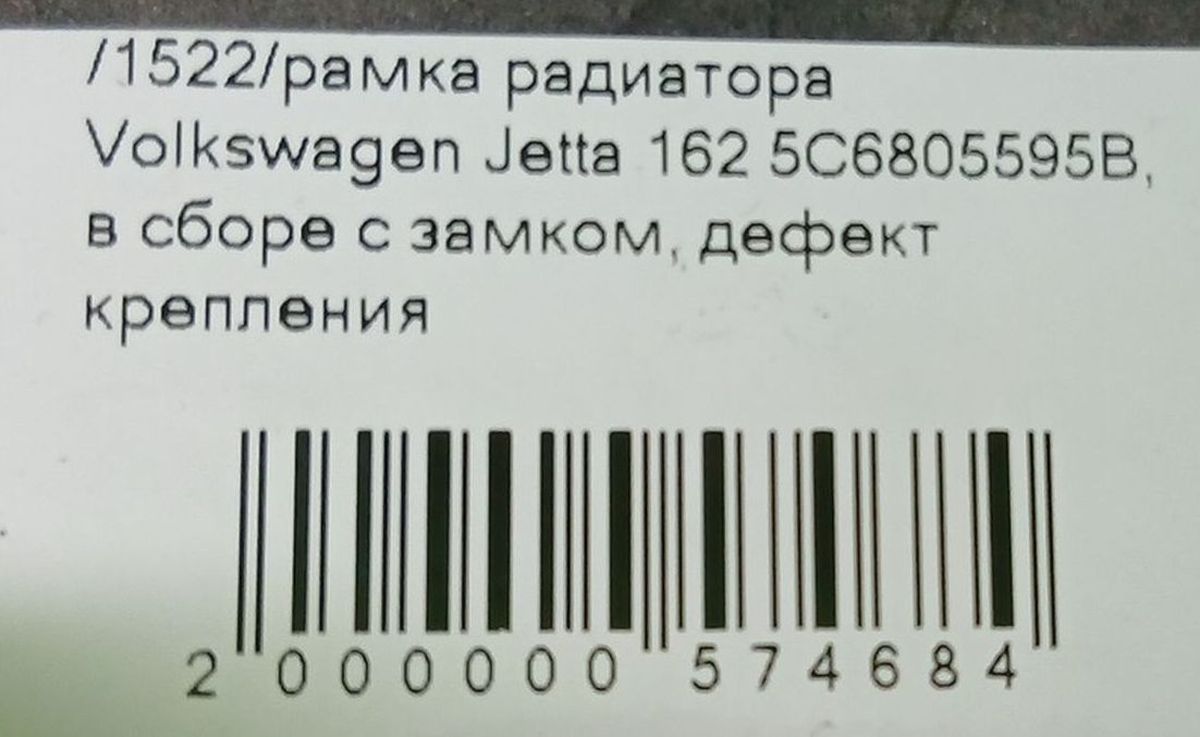 /1522/рамка радиатора
Volkswagen Jetta 162 5C6805595B,
в сборе с замком, дефект
крепления
2 000000 574684